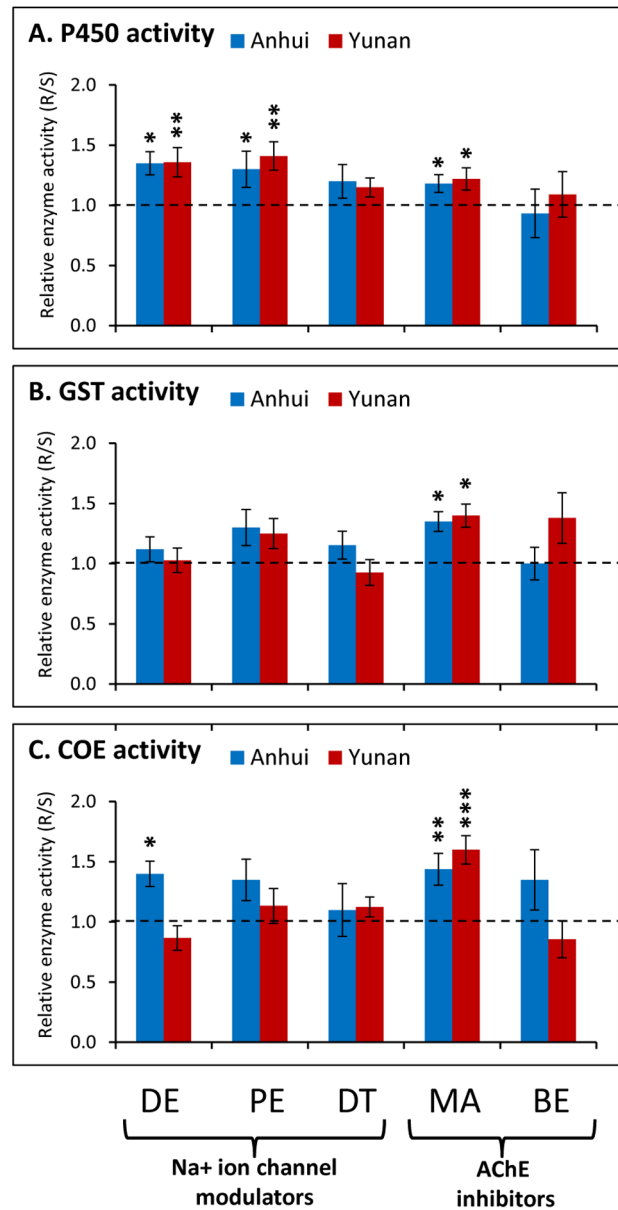 A. P450 activity
Anhui Yunan
Relative enzyme activity (R/S)
2.0
1.5
1.0
0.5
0.0
* ** * ** * *
B. GST activity
Anhui Yunan
Relative enzyme activity (R/S)
2.0
1.5
1.0
0.5
0.0
* *
C. COE activity
Anhui Yunan
Relative enzyme activity (R/S)
2.0
1.5
1.0
0.5
0.0
* ** ***
DE PE DT MA BE
Na+ ion channel
modulators
AChE
inhibitors